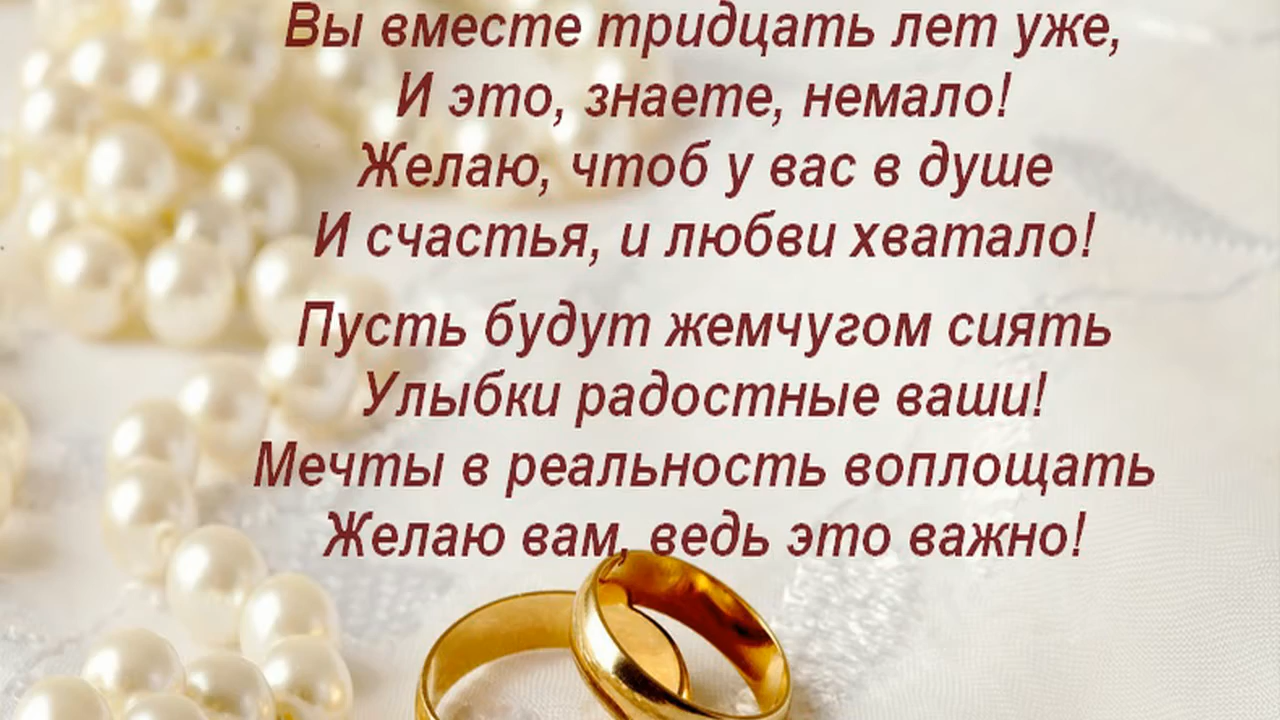 Вы вместе тридцать лет уже,
И это, знаете, немало!
Желаю, чтоб у вас в душе
И счастья, и любви хватало!
Пусть будут жемчугом сиять
Улыбки радостные ваши!
Мечты в реальность воплощать
Желаю вам, ведь это важно!